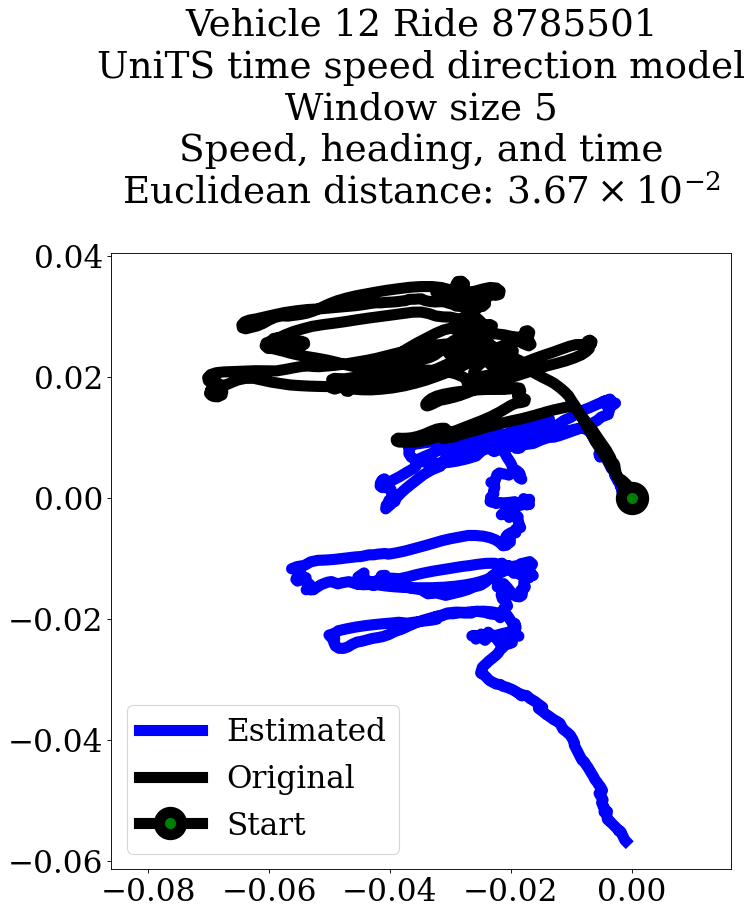 Vehicle 12 Ride 8785501
UniTS time speed direction model
Window size 5
Speed, heading, and time
Euclidean distance: 3.67 × 10⁻²
0.04
0.02
0.00
−0.02
−0.04
−0.06
Estimated
Original
Start
−0.08 −0.06 −0.04 −0.02 0.00